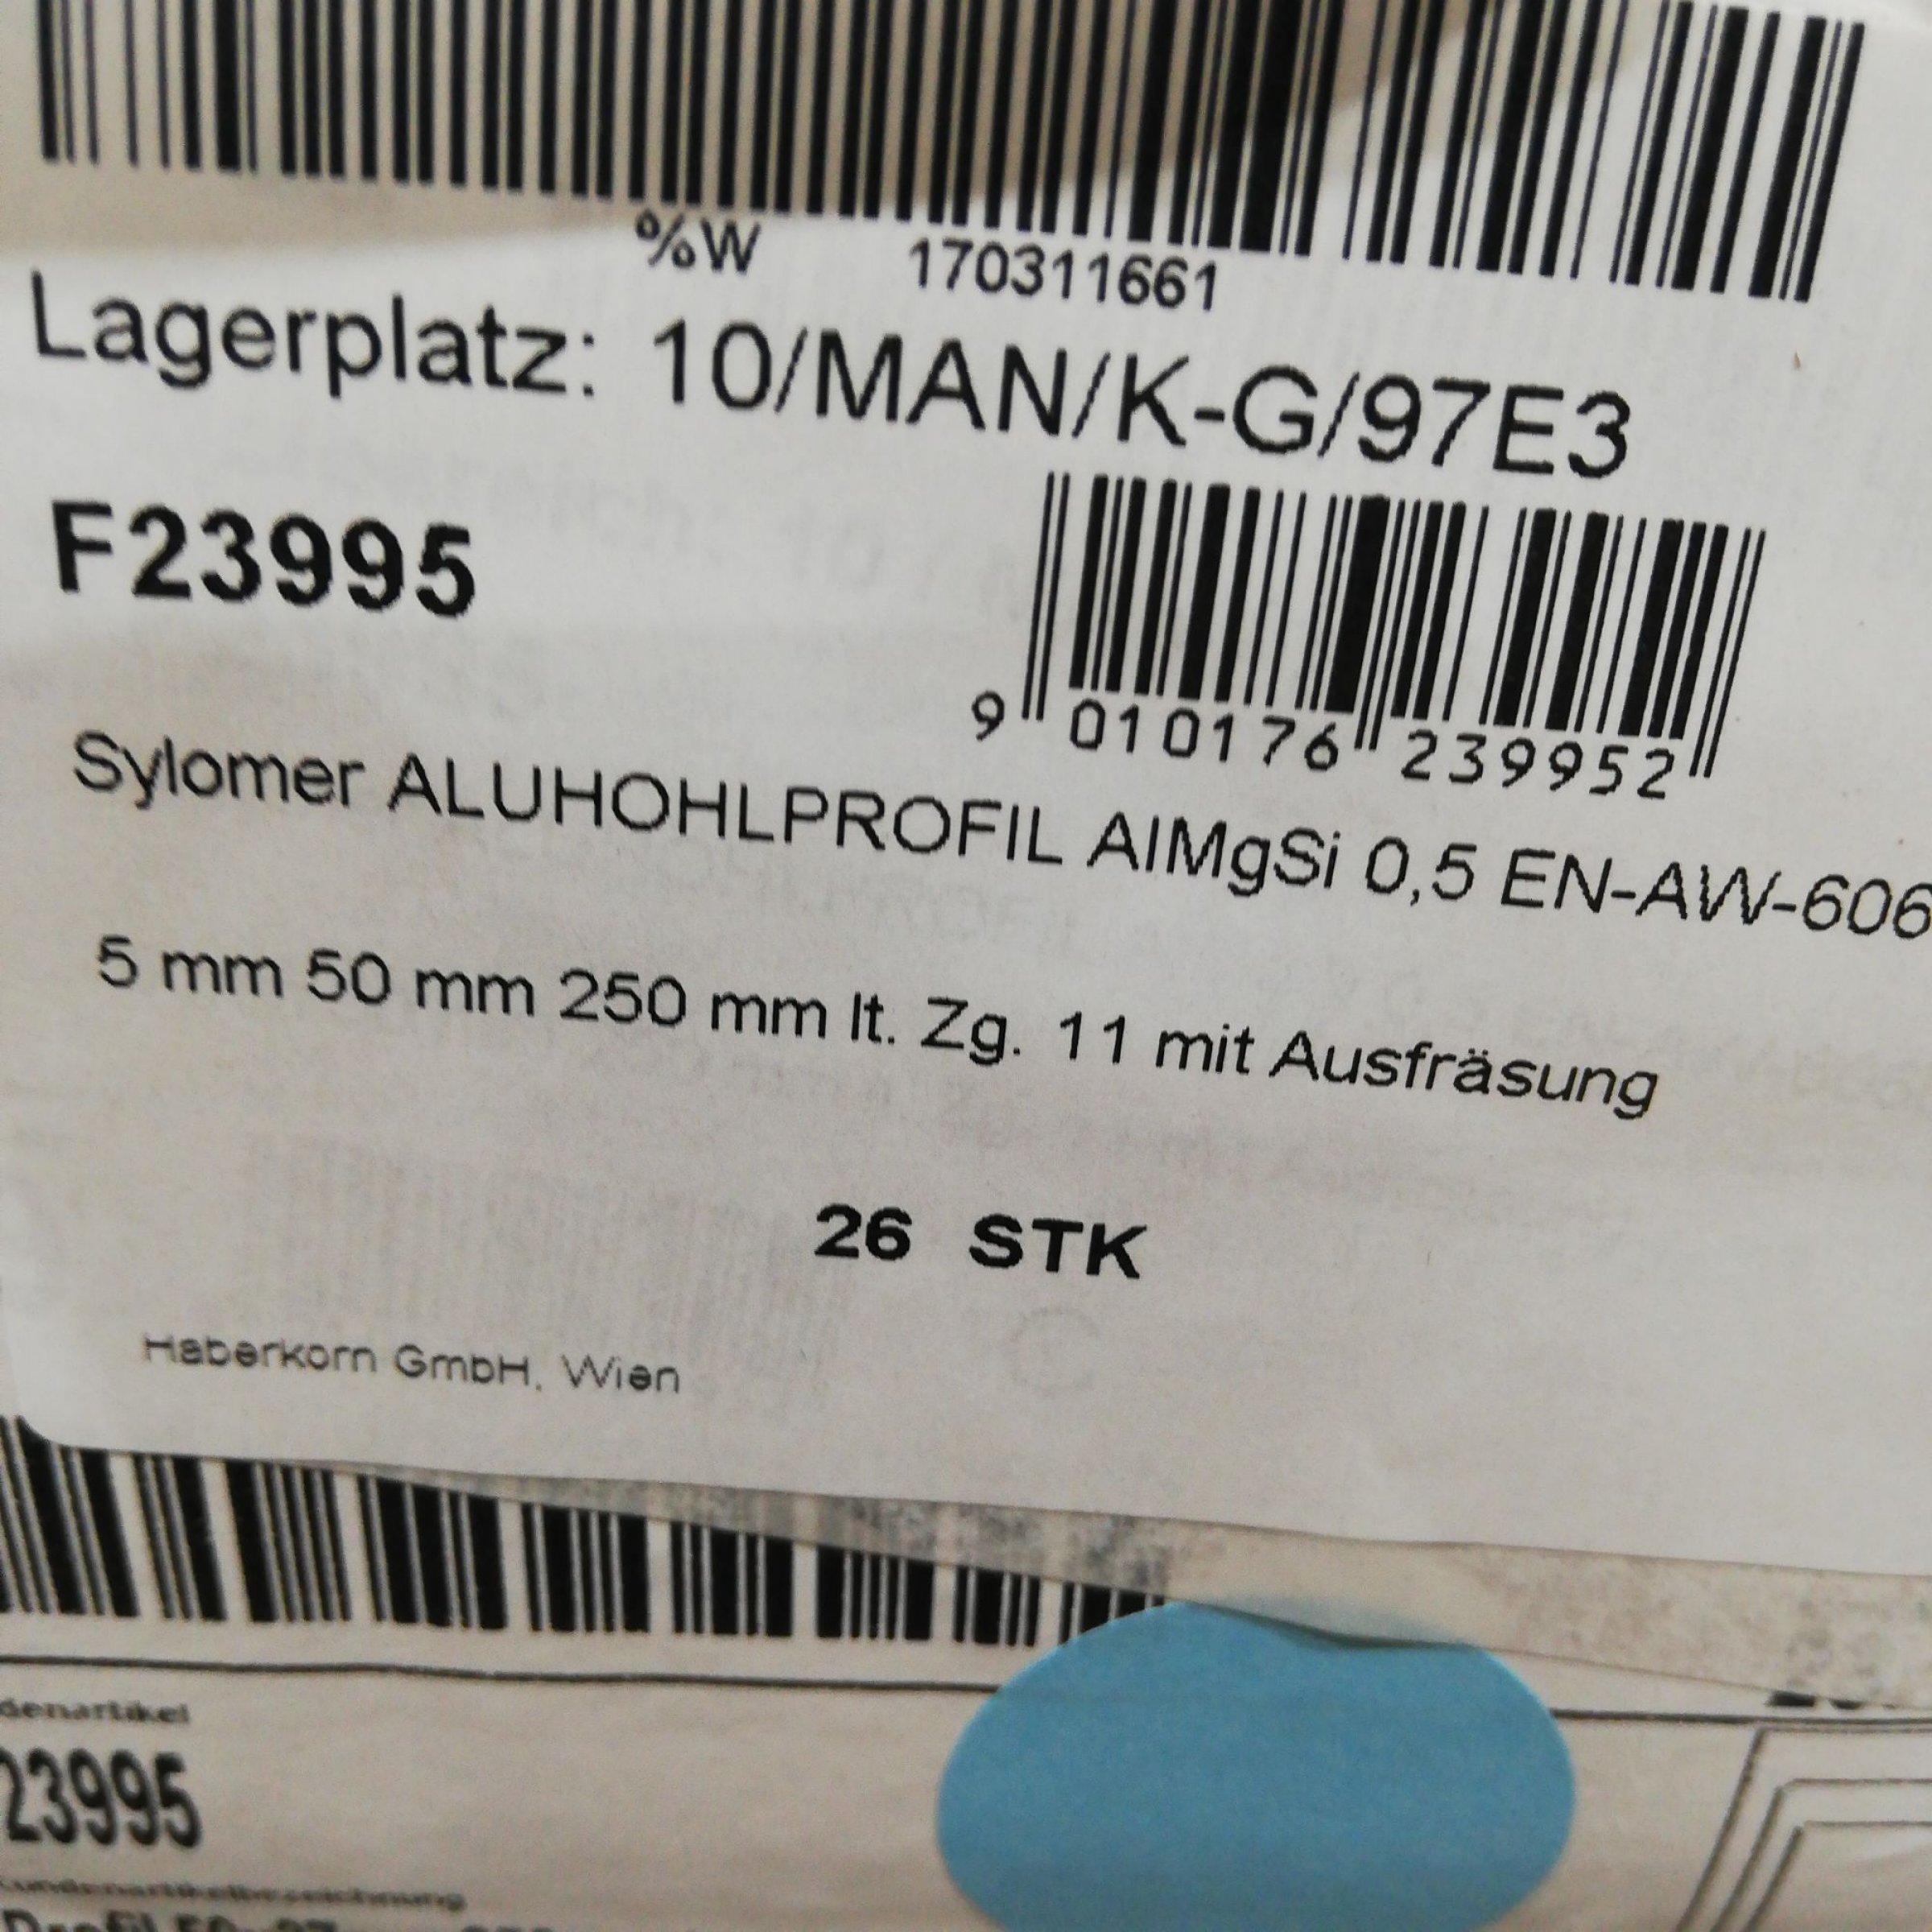 %W 170311661
Lagerplatz: 10/MAN/K-G/97E3
F23995
9 010176 239952
Sylomer ALUHOHLPROFIL AlMgSi 0,5 EN-AW-606
5 mm 50 mm 250 mm lt. Zg. 11 mit Ausfräsung
26 STK
Haberkorn GmbH, Wien
denartikel
23995
undenartikelbezeichnung